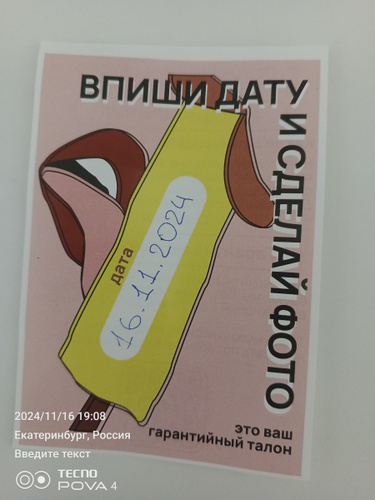 ВПИШИ ДАТУ
И СДЕЛАЙ ФОТО
дата
16.11.2024
это ваш
гарантийный талон
2024/11/16 19:08
Екатеринбург, Россия
Введите текст
TECNO
POVA 4